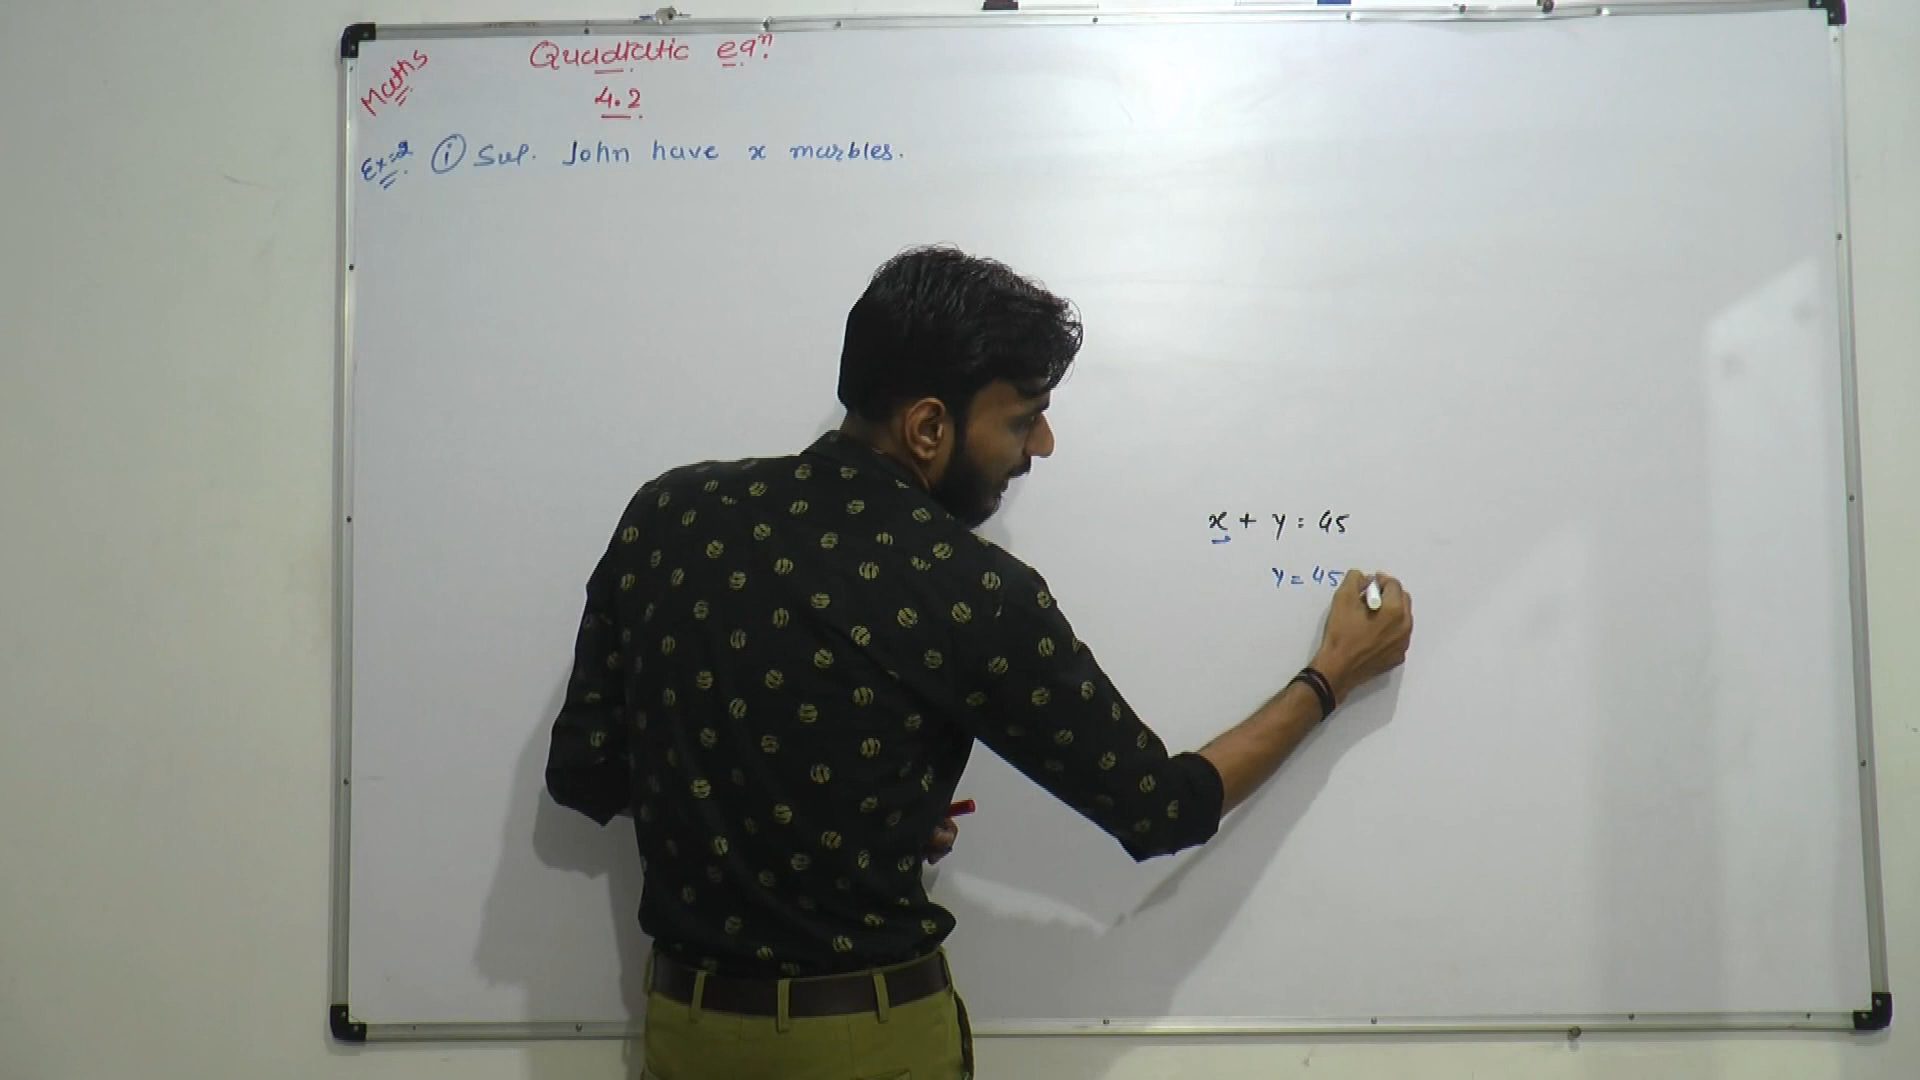 Maths
Quadratic eqⁿ.
4.2
Ex-2 (i) Sup. John have x marbles.
x + y = 45
y = 45